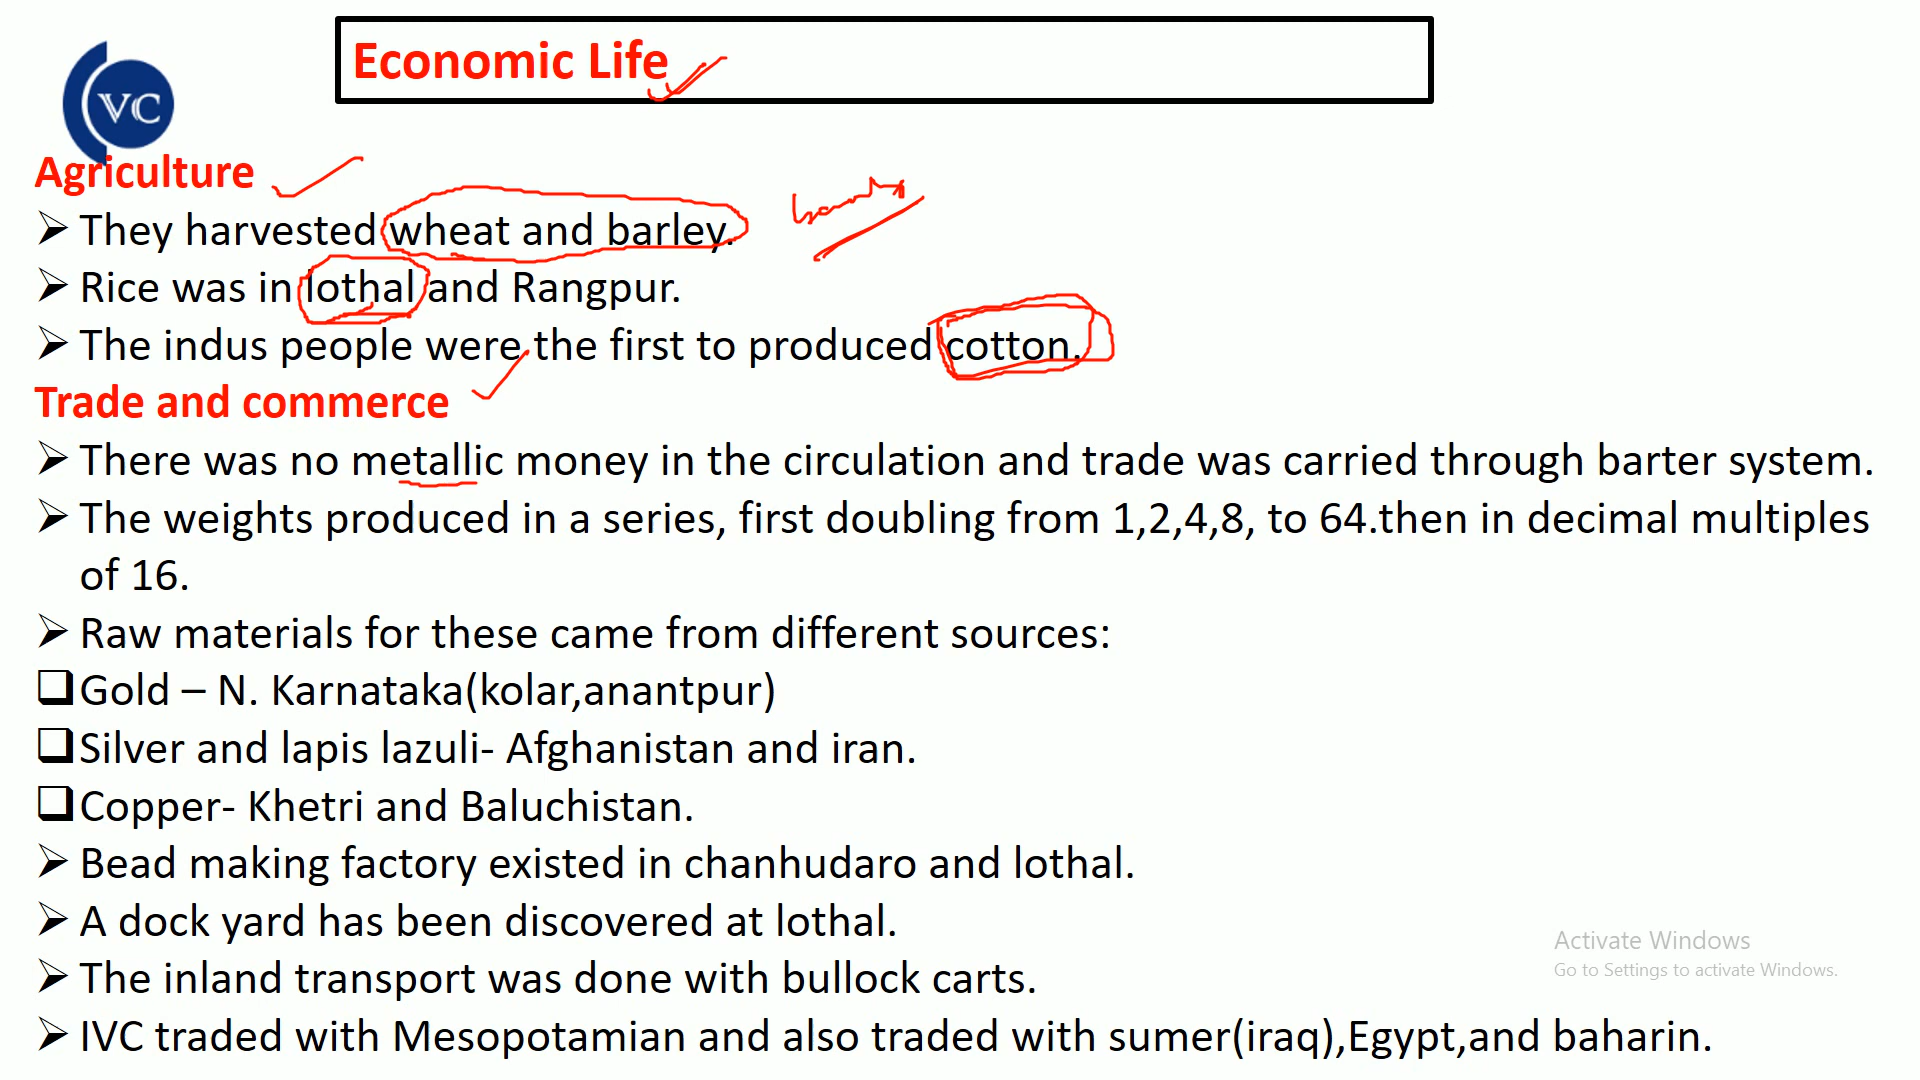 VC
Economic Life
Agriculture
They harvested wheat and barley.
Rice was in lothal and Rangpur.
The indus people were the first to produced cotton.
Trade and commerce
There was no metallic money in the circulation and trade was carried through barter system.
The weights produced in a series, first doubling from 1,2,4,8, to 64.then in decimal multiples
of 16.
Raw materials for these came from different sources:
Gold – N. Karnataka(kolar,anantpur)
Silver and lapis lazuli- Afghanistan and iran.
Copper- Khetri and Baluchistan.
Bead making factory existed in chanhudaro and lothal.
A dock yard has been discovered at lothal.
The inland transport was done with bullock carts.
IVC traded with Mesopotamian and also traded with sumer(iraq),Egypt,and baharin.
Activate Windows
Go to Settings to activate Windows.